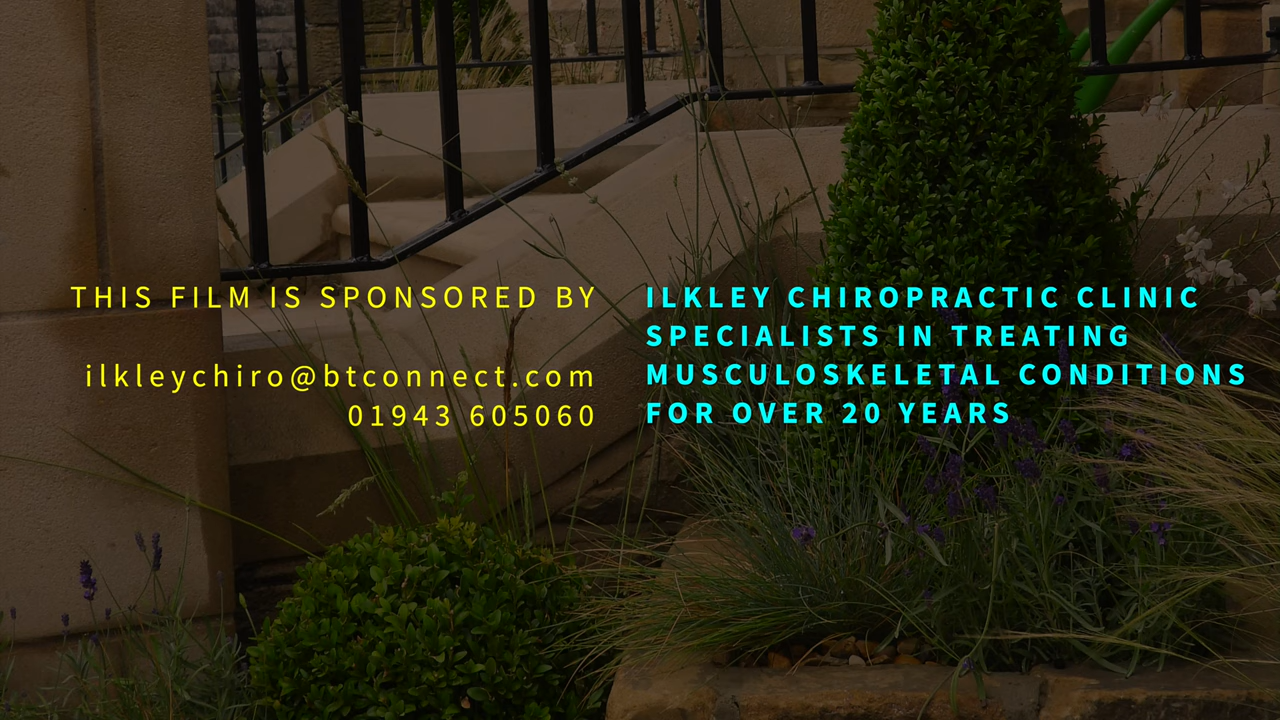 THIS FILM IS SPONSORED BY
ilkleychiro@btconnect.com
01943 605060
ILKLEY CHIROPRACTIC CLINIC
SPECIALISTS IN TREATING
MUSCULOSKELETAL CONDITIONS
FOR OVER 20 YEARS